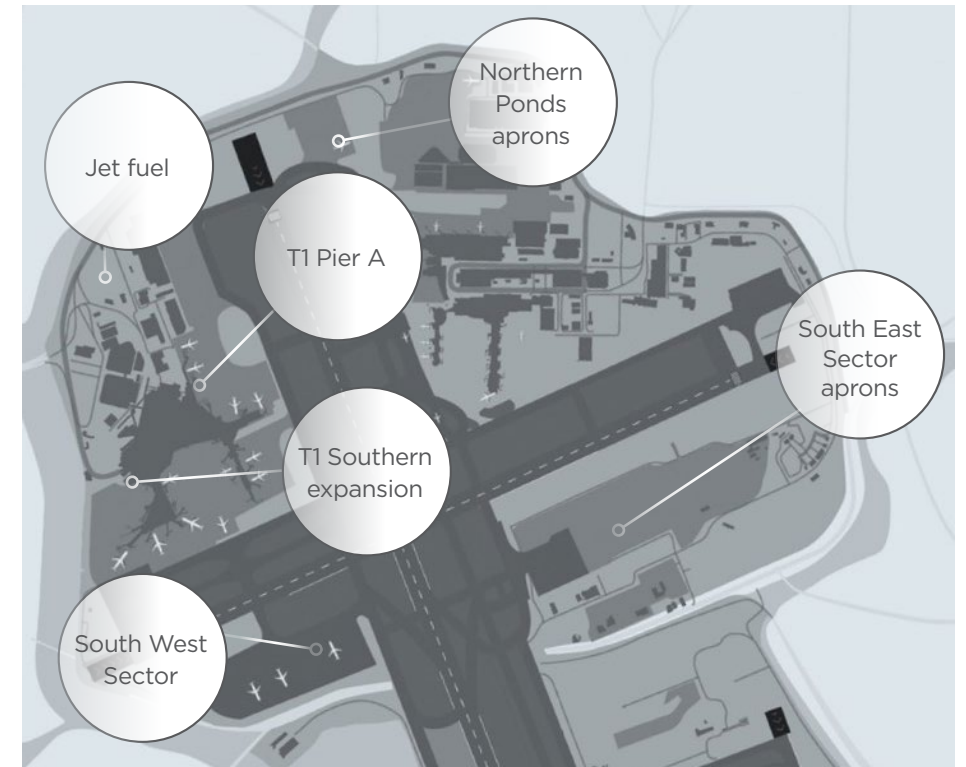 Northern
Ponds
aprons
Jet fuel
T1 Pier A
South East
Sector
aprons
T1 Southern
expansion
South West
Sector